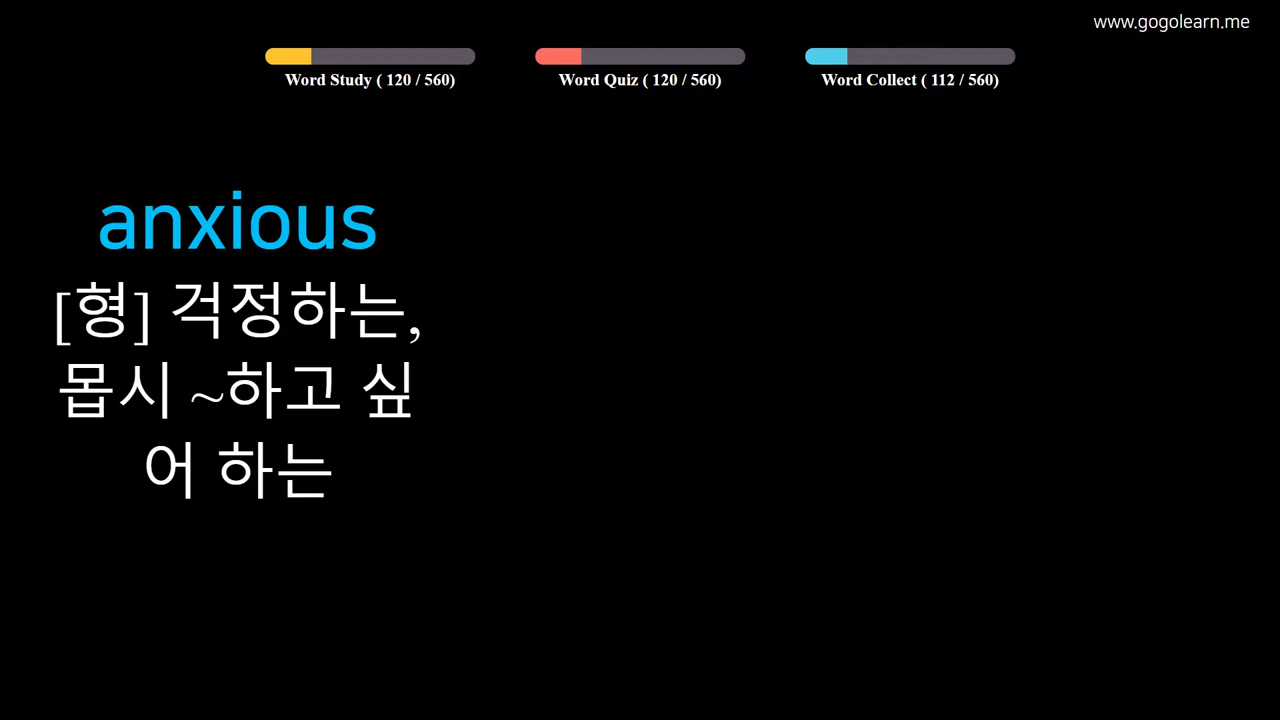 www.gogolearn.me
Word Study ( 120 / 560)
Word Quiz ( 120 / 560)
Word Collect ( 112 / 560)
anxious
[형] 걱정하는,
몹시 ~하고 싶
어 하는